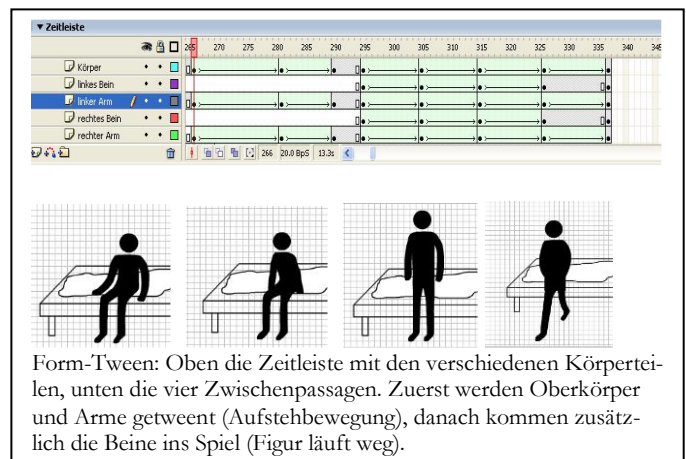 ▼ Zeitleiste
265 270 275 280 285 290 295 300 305 310 315 320 325 330 335 340 345
Körper
linkes Bein
linker Arm
rechtes Bein
rechter Arm
266 20.0 BpS 13.3s
Form-Tween: Oben die Zeitleiste mit den verschiedenen Körpertei-
len, unten die vier Zwischenpassagen. Zuerst werden Oberkörper
und Arme getweent (Aufstehbewegung), danach kommen zusätz-
lich die Beine ins Spiel (Figur läuft weg).